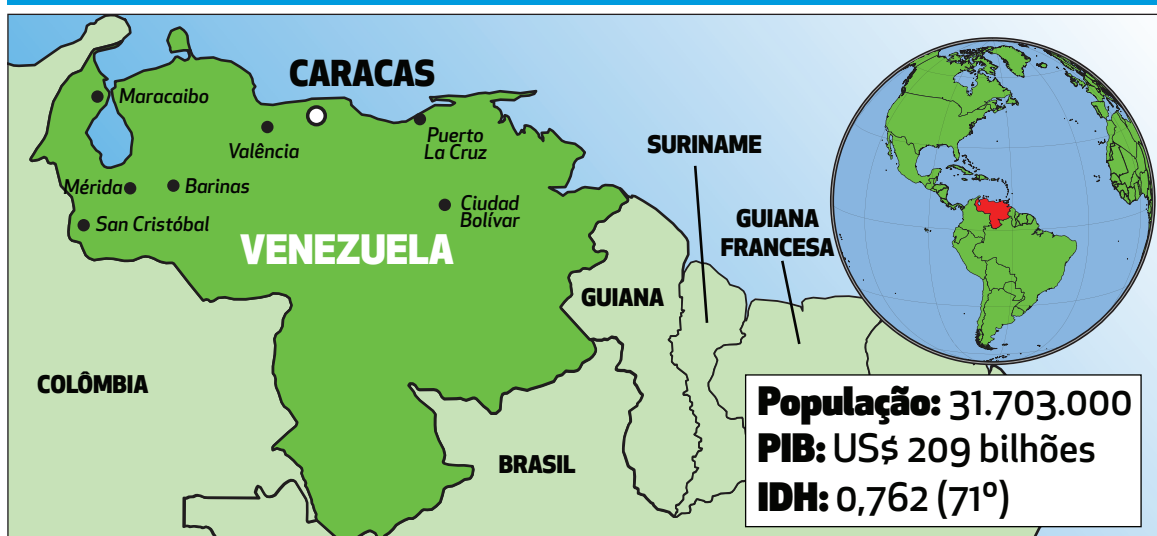 CARACAS
Maracaibo
Valência
Puerto
La Cruz
Mérida
Barinas
San Cristóbal
Ciudad
Bolívar
VENEZUELA
SURINAME
GUIANA
FRANCESA
GUIANA
COLÔMBIA
BRASIL
População: 31.703.000
PIB: US$ 209 bilhões
IDH: 0,762 (71º)